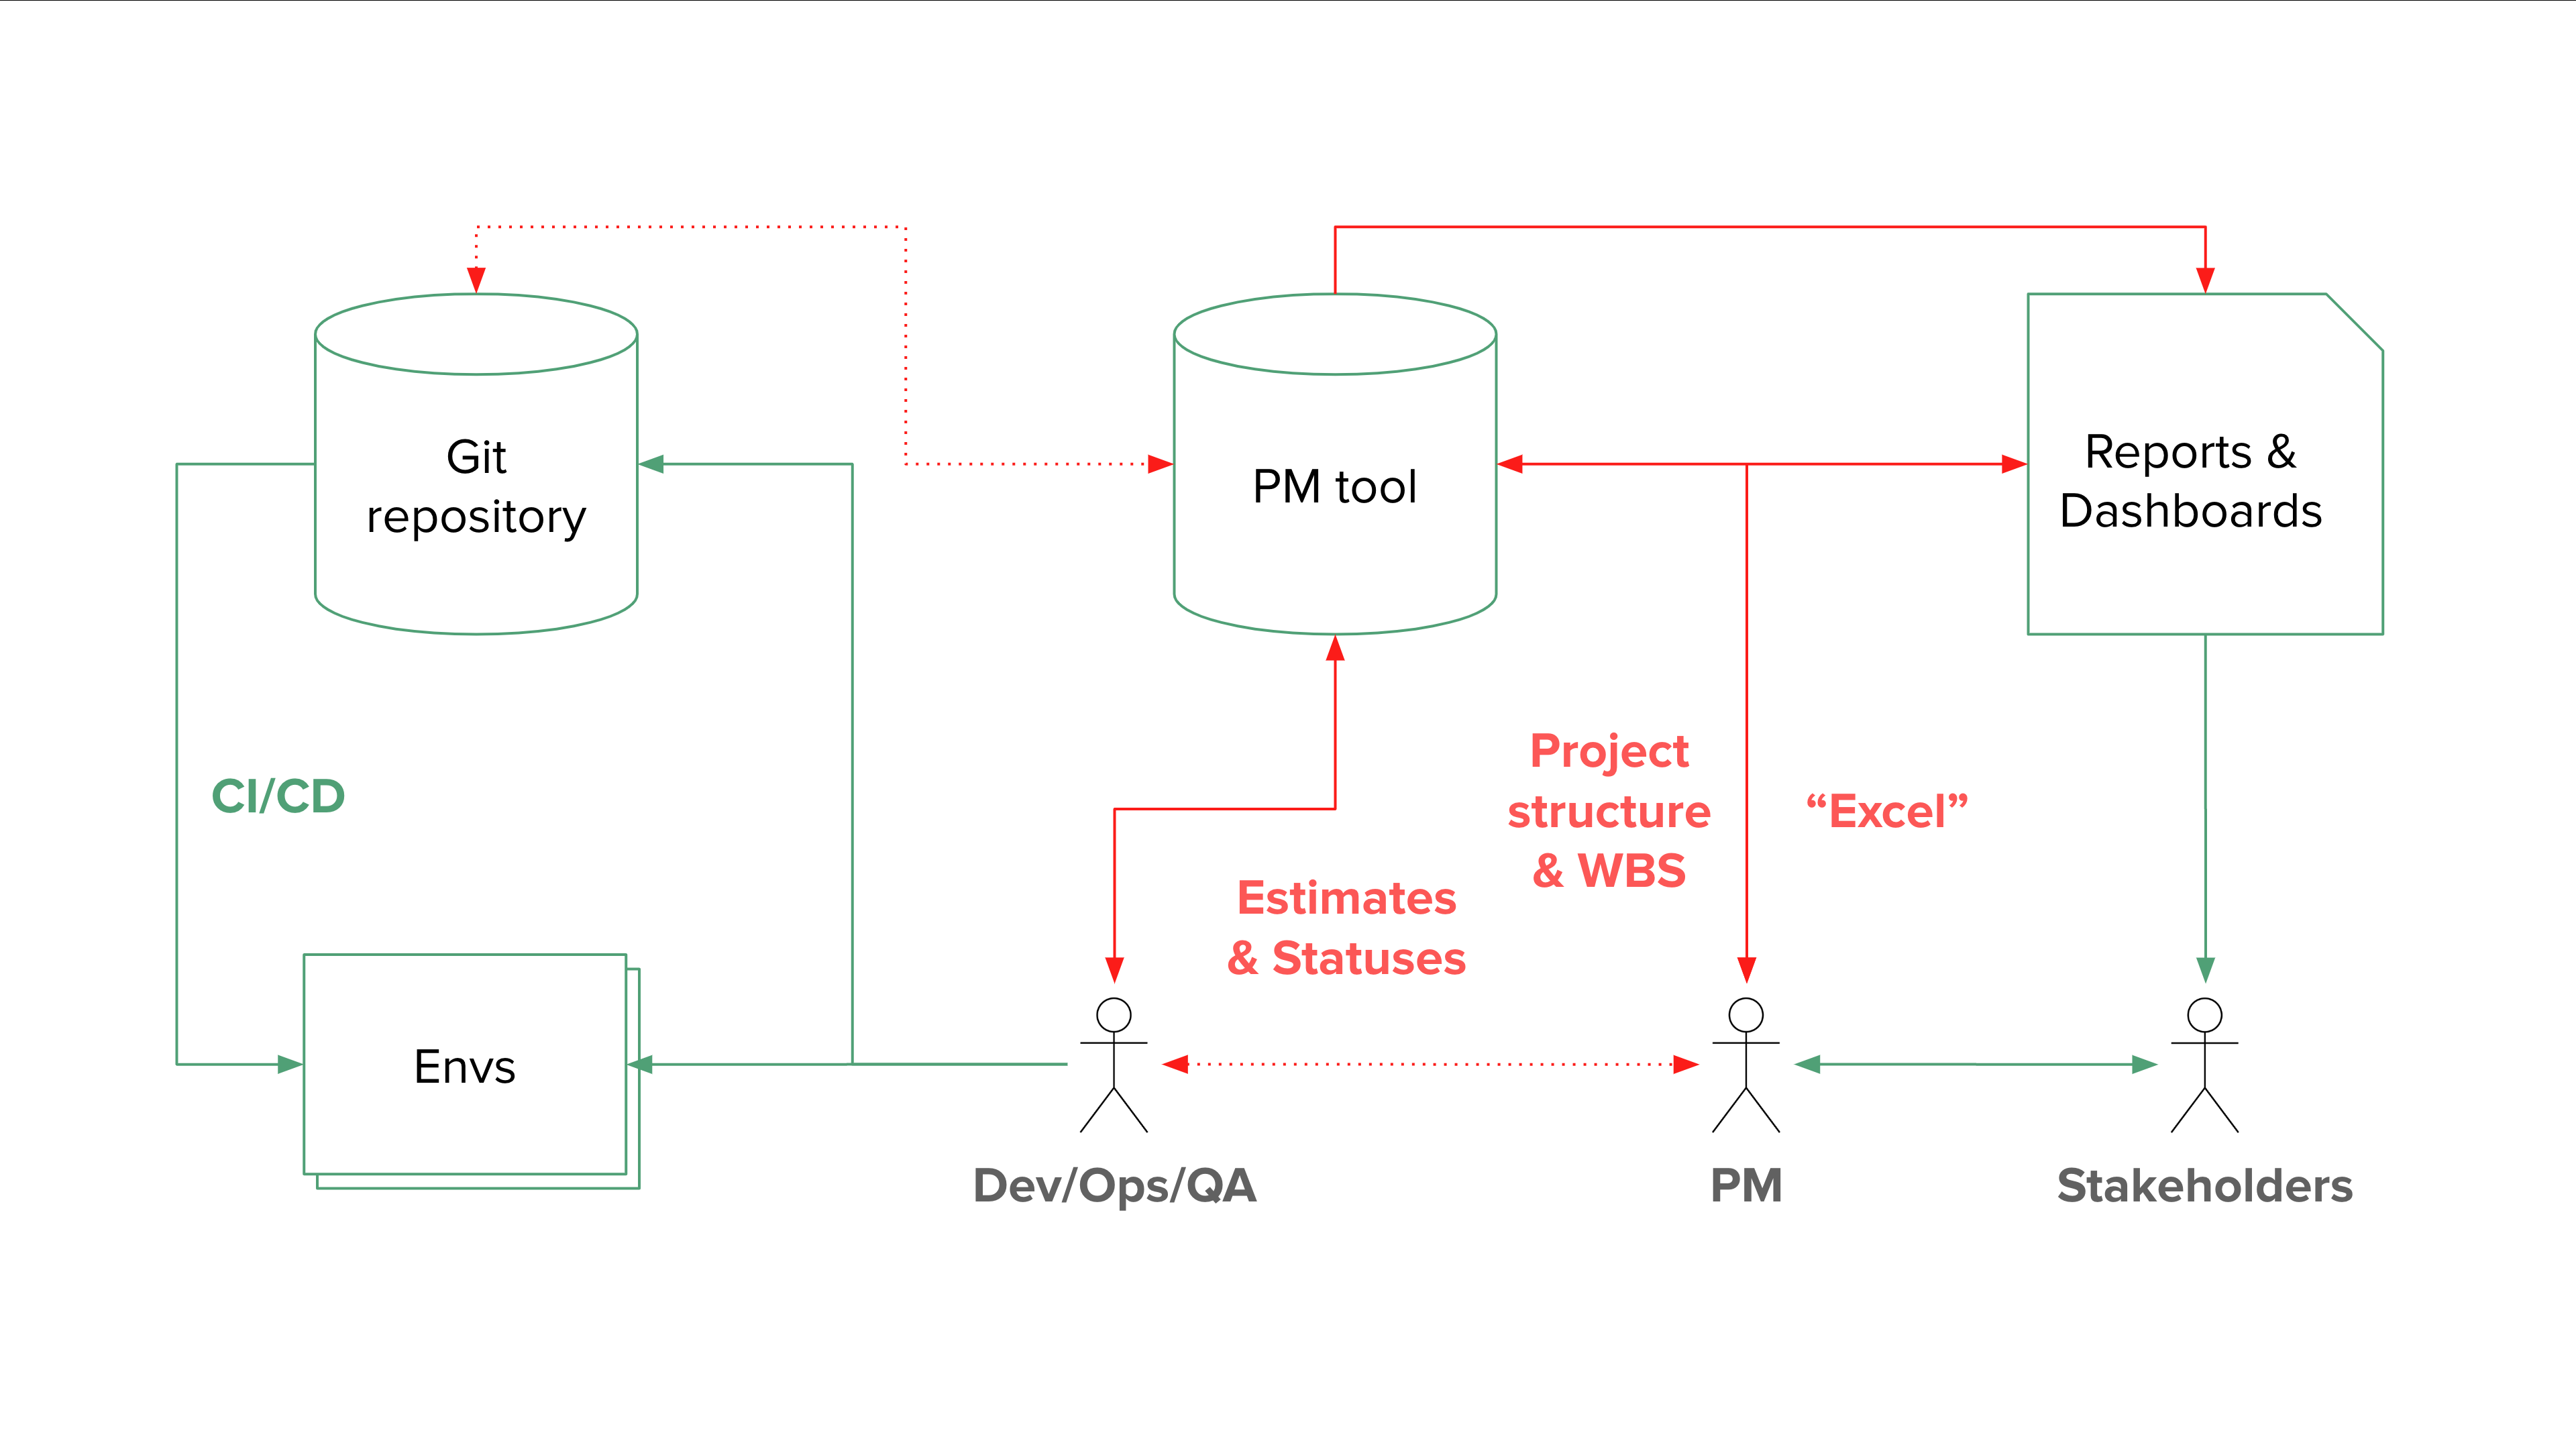 Git
repository
PM tool
Reports &
Dashboards
CI/CD
Project
structure
& WBS
“Excel”
Estimates
& Statuses
Envs
Dev/Ops/QA
PM
Stakeholders